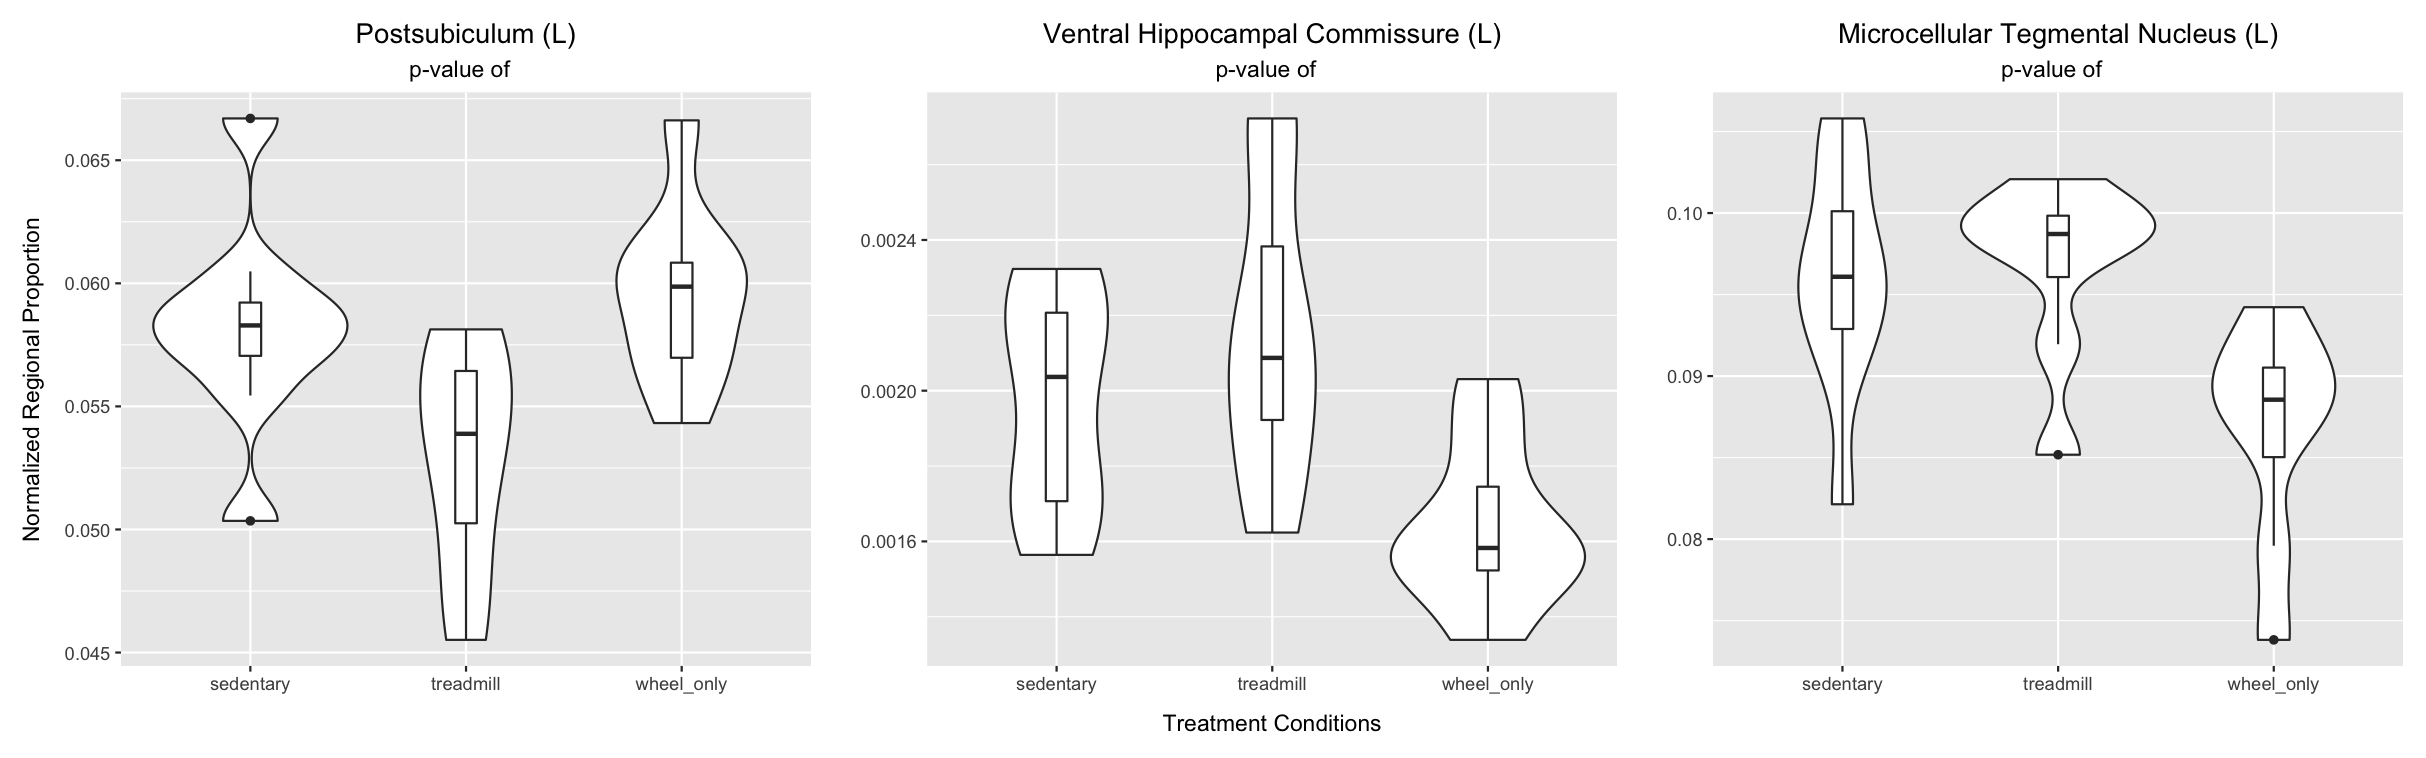 Postsubiculum (L)
p-value of
Ventral Hippocampal Commissure (L)
p-value of
Microcellular Tegmental Nucleus (L)
p-value of
Normalized Regional Proportion
0.065
0.060
0.055
0.050
0.045
sedentary
treadmill
wheel_only
0.0024
0.0020
0.0016
sedentary
treadmill
wheel_only
0.10
0.09
0.08
sedentary
treadmill
wheel_only
Treatment Conditions